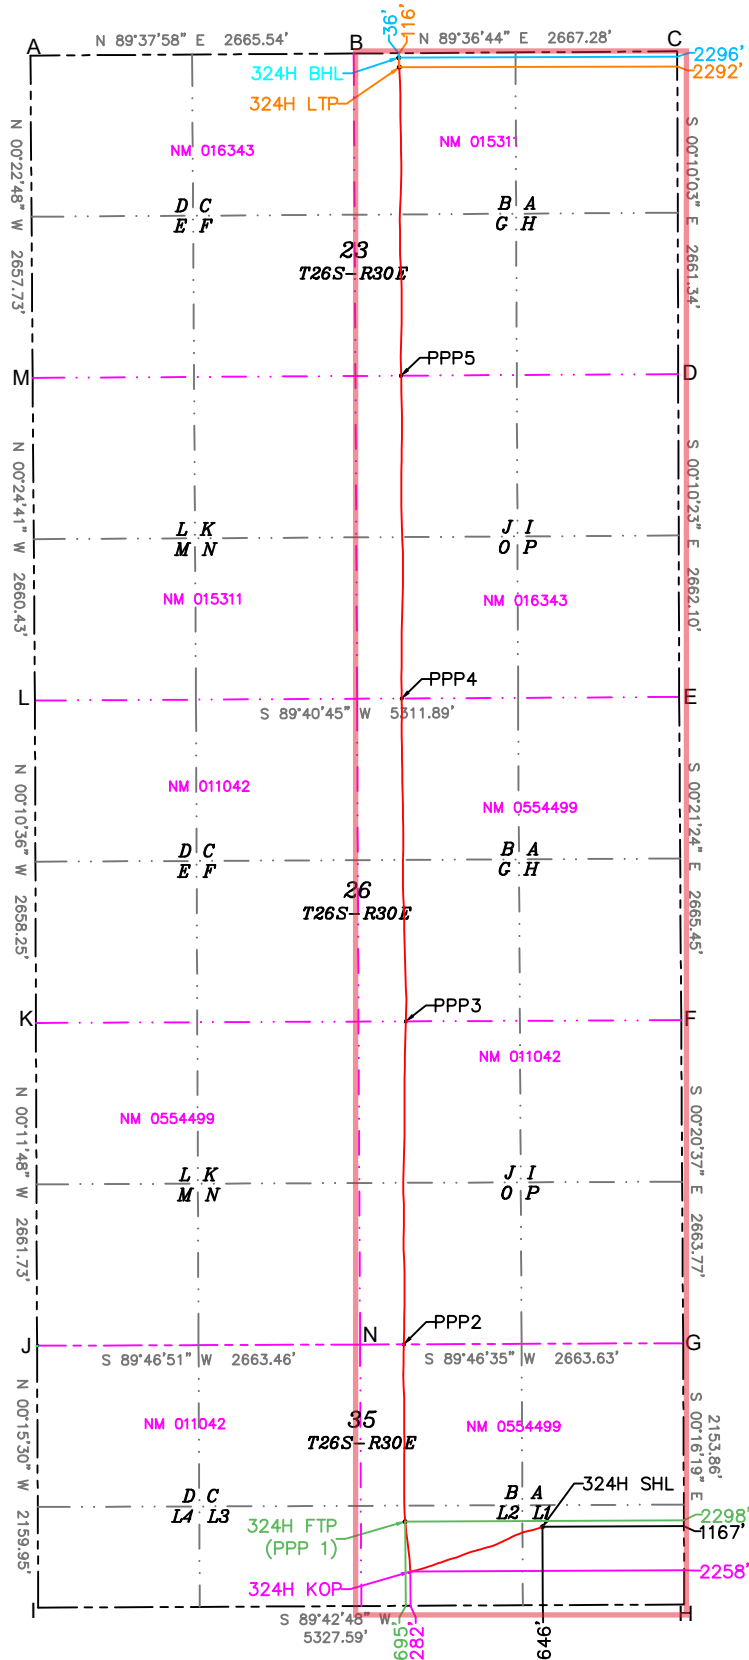 36'
116'
A
N 89°37'58" E 2665.54'
B
N 89°36'44" E 2667.28'
C
324H BHL
2296'
2292'
324H LTP
NM 016343
NM 015311
N 00°22'48" W 2657.73'
S 00°10'03" E 2661.34'
D C
E F
B A
G H
23
T26S-R30E
PPP5
M
D
N 00°24'41" W 2660.43'
S 00°10'23" E 2662.10'
L K
M N
J I
O P
NM 015311
NM 016343
PPP4
L
E
S 89°40'45" W 5311.89'
NM 011042
NM 0554499
N 00°10'36" W 2658.25'
S 00°21'24" E 2665.45'
D C
E F
B A
G H
26
T26S-R30E
PPP3
K
F
NM 011042
NM 0554499
N 00°11'48" W 2661.73'
S 00°20'37" E 2663.77'
L K
M N
J I
O P
N
PPP2
J
G
S 89°46'51" W 2663.46'
S 89°46'35" W 2663.63'
35
T26S-R30E
NM 011042
NM 0554499
N 00°15'30" W 2159.95'
S 00°16'19" E
2153.86'
324H SHL
D C
L4 L3
B A
L2 L1
2298'
324H FTP
(PPP 1)
1167'
2258'
324H KOP
I
H
S 89°42'48" W
5327.59'
695'
282'
646'